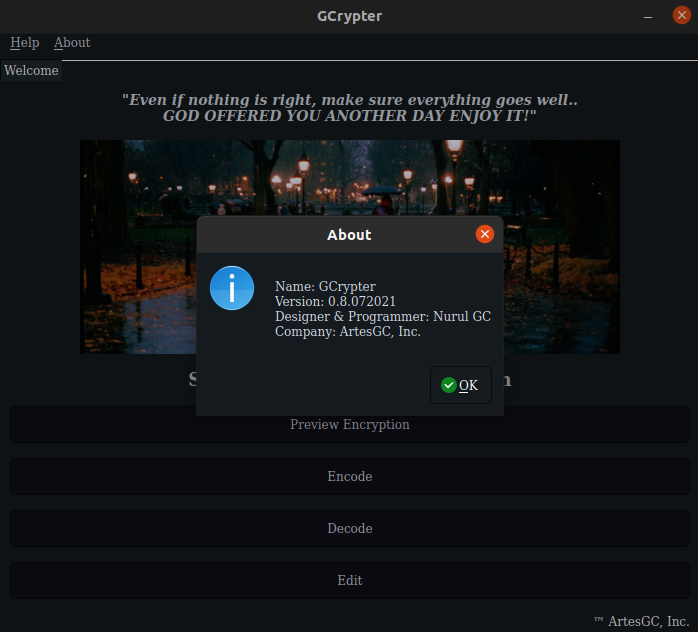 GCrypter
Help About
Welcome
"Even if nothing is right, make sure everything goes well..
GOD OFFERED YOU ANOTHER DAY ENJOY IT!"
About
Name: GCrypter
Version: 0.8.072021
Designer & Programmer: Nurul GC
Company: ArtesGC, Inc.
OK
Preview Encryption
Encode
Decode
Edit
™ ArtesGC, Inc.